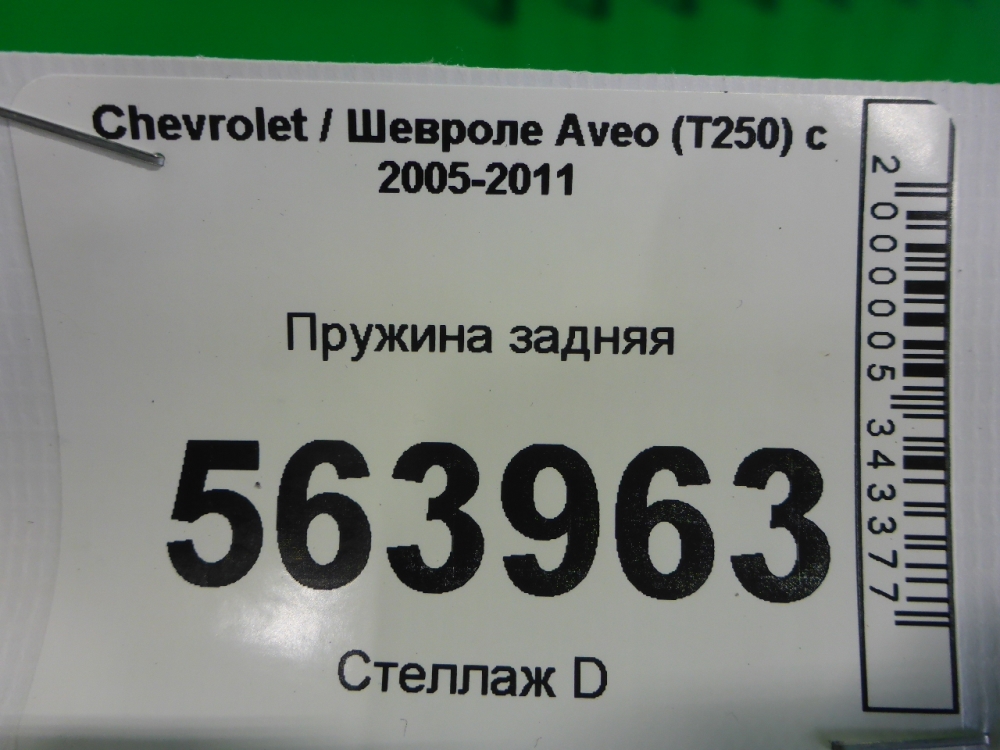 Chevrolet / Шевроле Aveo (T250) с
2005-2011
Пружина задняя
563963
Стеллаж D
2000005343377